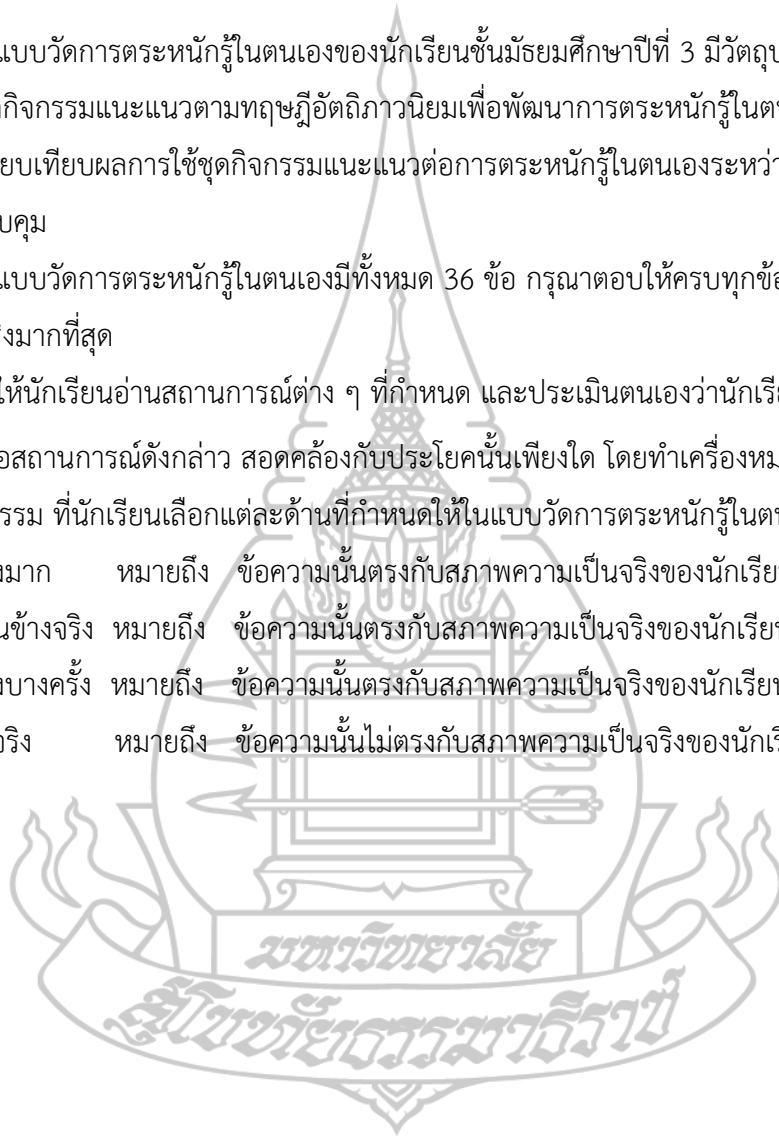 แบบวัดการตระหนักรู้ในตนเองของนักเรียนชั้นมัธยมศึกษาปีที่ 3 มีวัตถุป
กิจกรรมแนะแนวตามทฤษฎีอัตถิภาวนิยมเพื่อพัฒนาการตระหนักรู้ในต
ยบเทียบผลการใช้ชุดกิจกรรมแนะแนวต่อการตระหนักรู้ในตนเองระหว่า
บคุม
แบบวัดการตระหนักรู้ในตนเองมีทั้งหมด 36 ข้อ กรุณาตอบให้ครบทุกข้อ
ริงมากที่สุด
ให้นักเรียนอ่านสถานการณ์ต่าง ๆ ที่กำหนด และประเมินตนเองว่านักเรีย
อสถานการณ์ดังกล่าว สอดคล้องกับประโยคนั้นเพียงใด โดยทำเครื่องหม
รรม ที่นักเรียนเลือกแต่ละด้านที่กำหนดให้ในแบบวัดการตระหนักรู้ในต
งมาก หมายถึง ข้อความนั้นตรงกับสภาพความเป็นจริงของนักเรีย
นข้างจริง หมายถึง ข้อความนั้นตรงกับสภาพความเป็นจริงของนักเรีย
งบางครั้ง หมายถึง ข้อความนั้นตรงกับสภาพความเป็นจริงของนักเรีย
จริง หมายถึง ข้อความนั้นไม่ตรงกับสภาพความเป็นจริงของนักเรี
มหาวิทยาลัย
สุโขทัยธรรมาธิราช